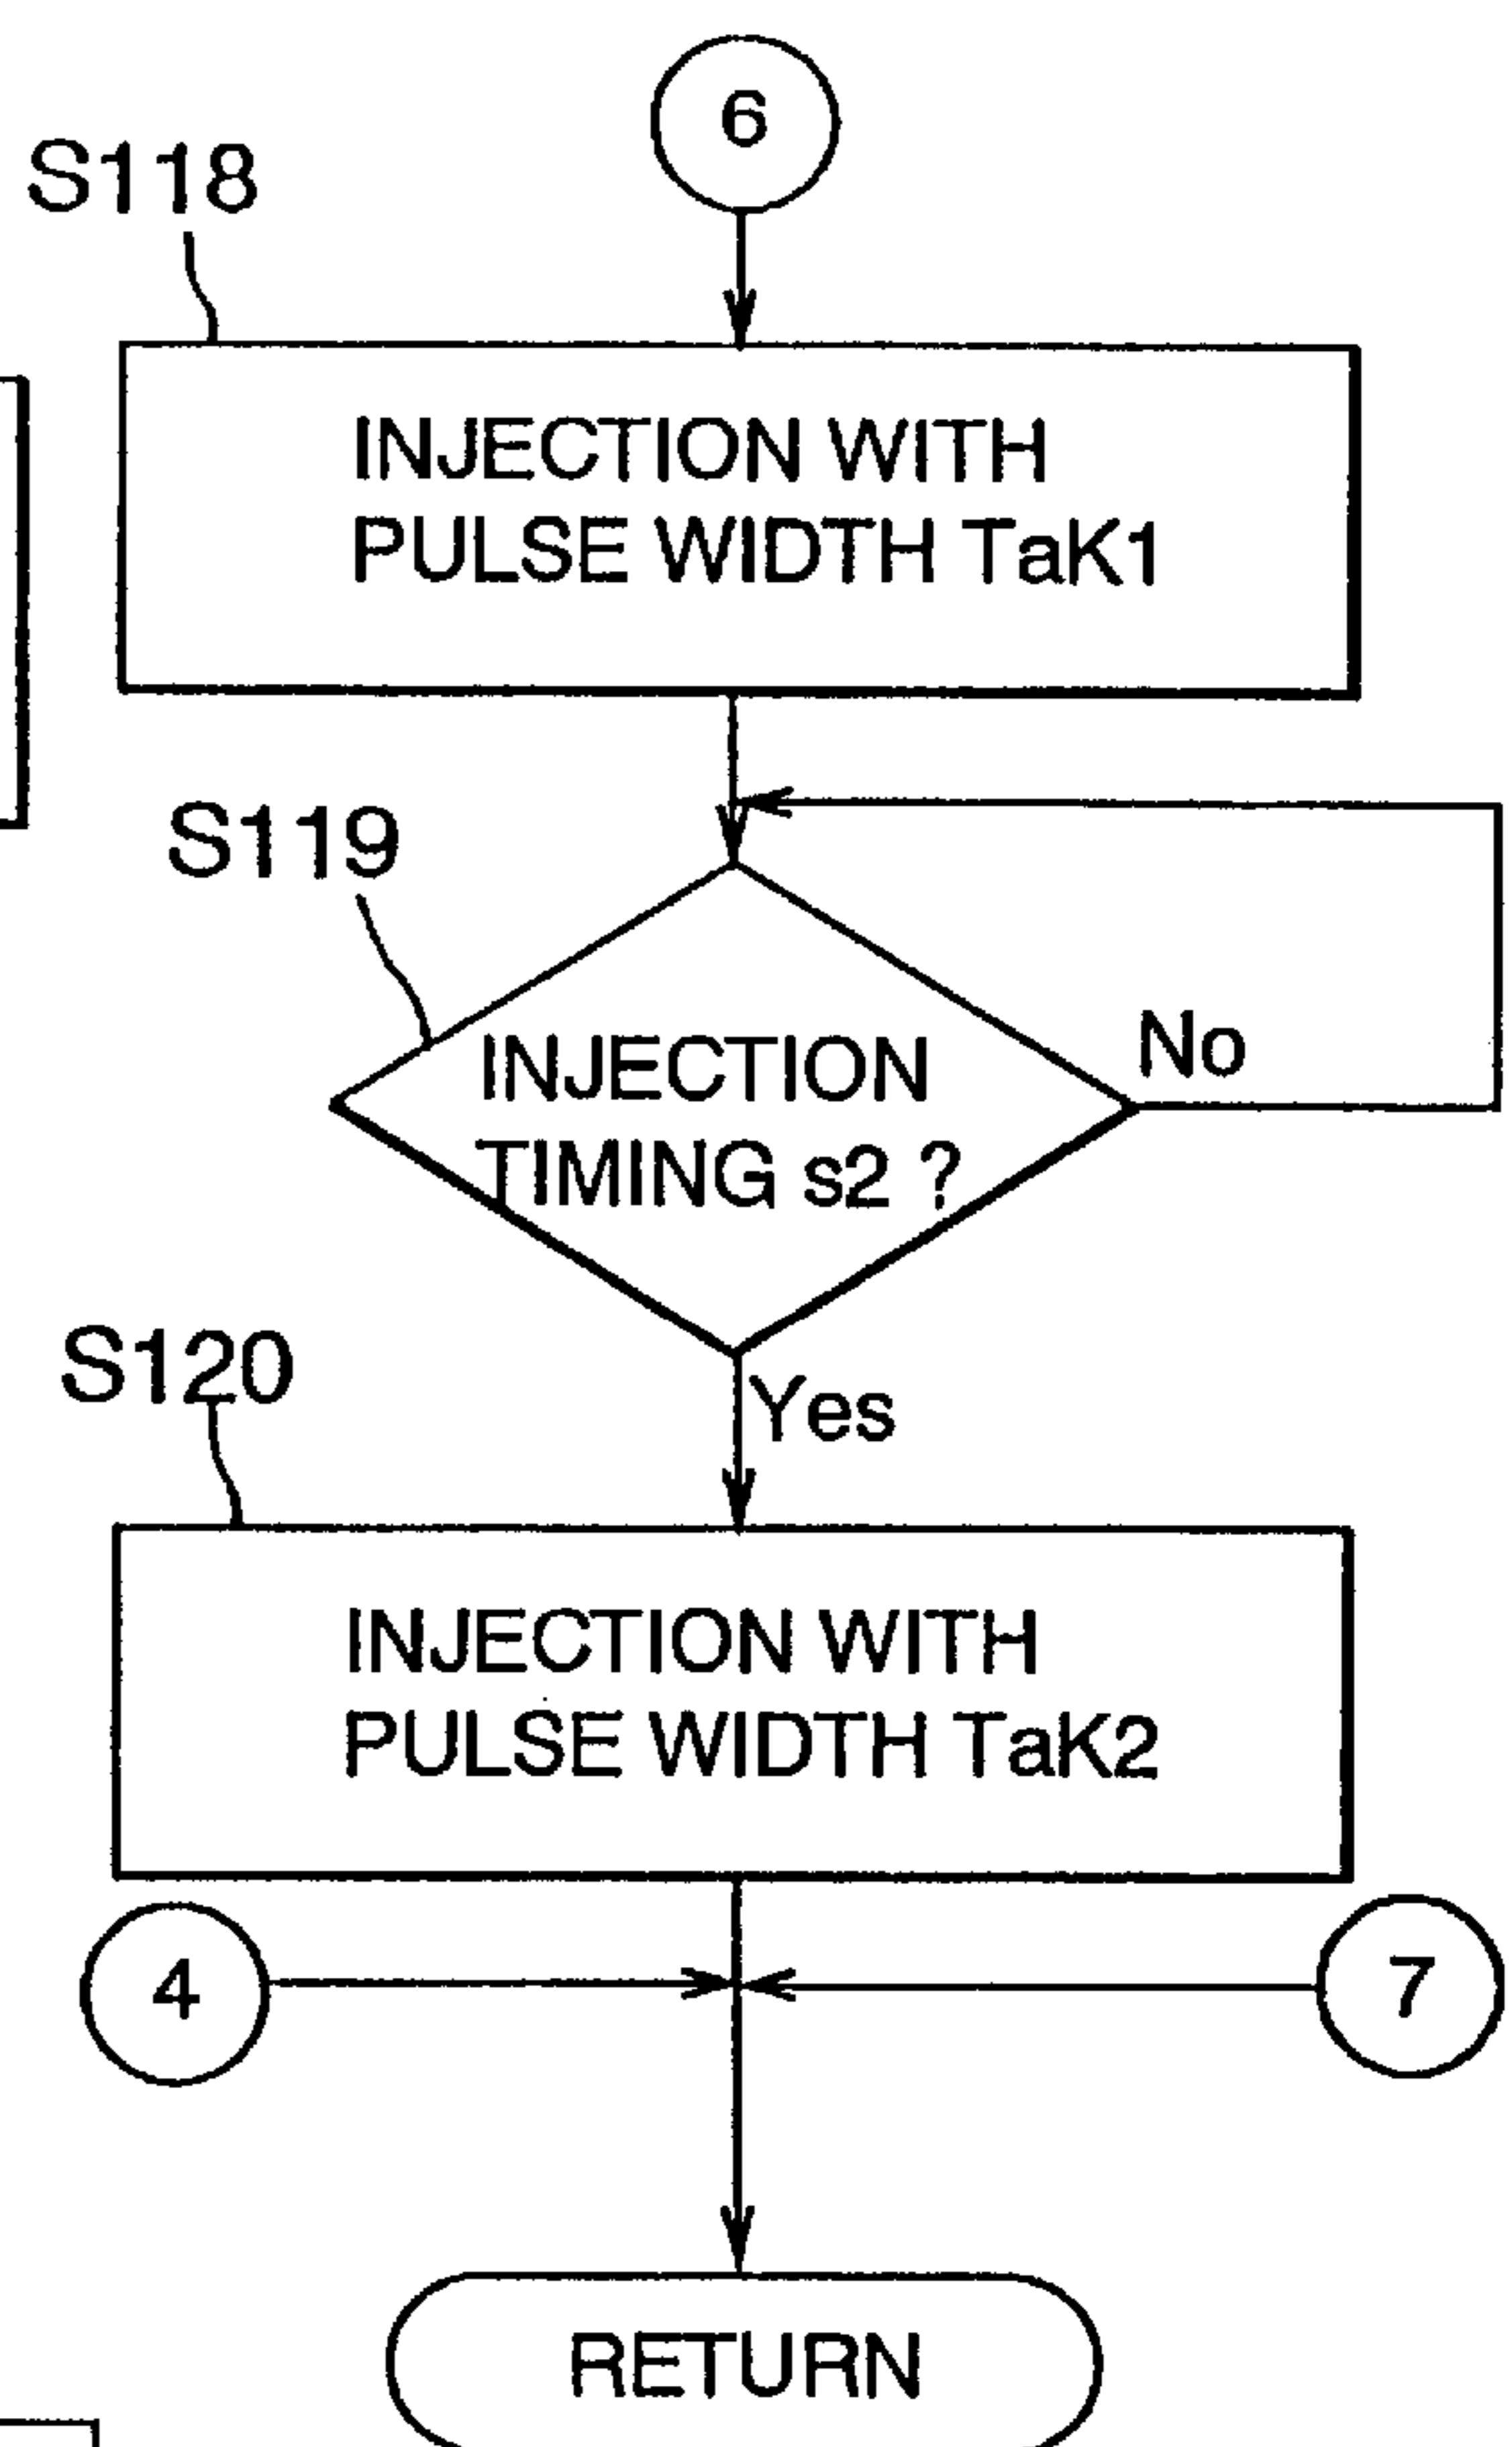 6
S118
INJECTION WITH
PULSE WIDTH TaK1
S119
INJECTION
TIMING s2 ?
No
Yes
S120
INJECTION WITH
PULSE WIDTH TaK2
4
7
RETURN